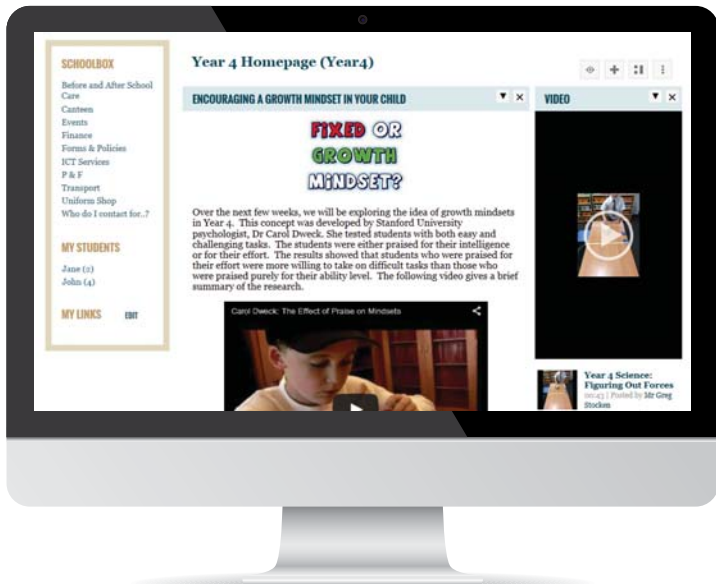 SCHOOLBOX
Before and After School
Care
Canteen
Events
Finance
Forms & Policies
ICT Services
P & F
Transport
Uniform Shop
Who do I contact for..?
MY STUDENTS
Jane (2)
John (4)
MY LINKS EDIT
Year 4 Homepage (Year4)
ENCOURAGING A GROWTH MINDSET IN YOUR CHILD
FIXED OR
GROWTH
MINDSET?
Over the next few weeks, we will be exploring the idea of growth mindsets
in Year 4. This concept was developed by Stanford University
psychologist, Dr Carol Dweck. She tested students with both easy and
challenging tasks. The students were either praised for their intelligence
or for their effort. The results showed that students who were praised for
their effort were more willing to take on difficult tasks than those who
were praised purely for their ability level. The following video gives a brief
summary of the research.
Carol Dweck: The Effect of Praise on Mindsets
VIDEO
Year 4 Science:
Figuring Out Forces
| Posted by Mr Greg
Stocken